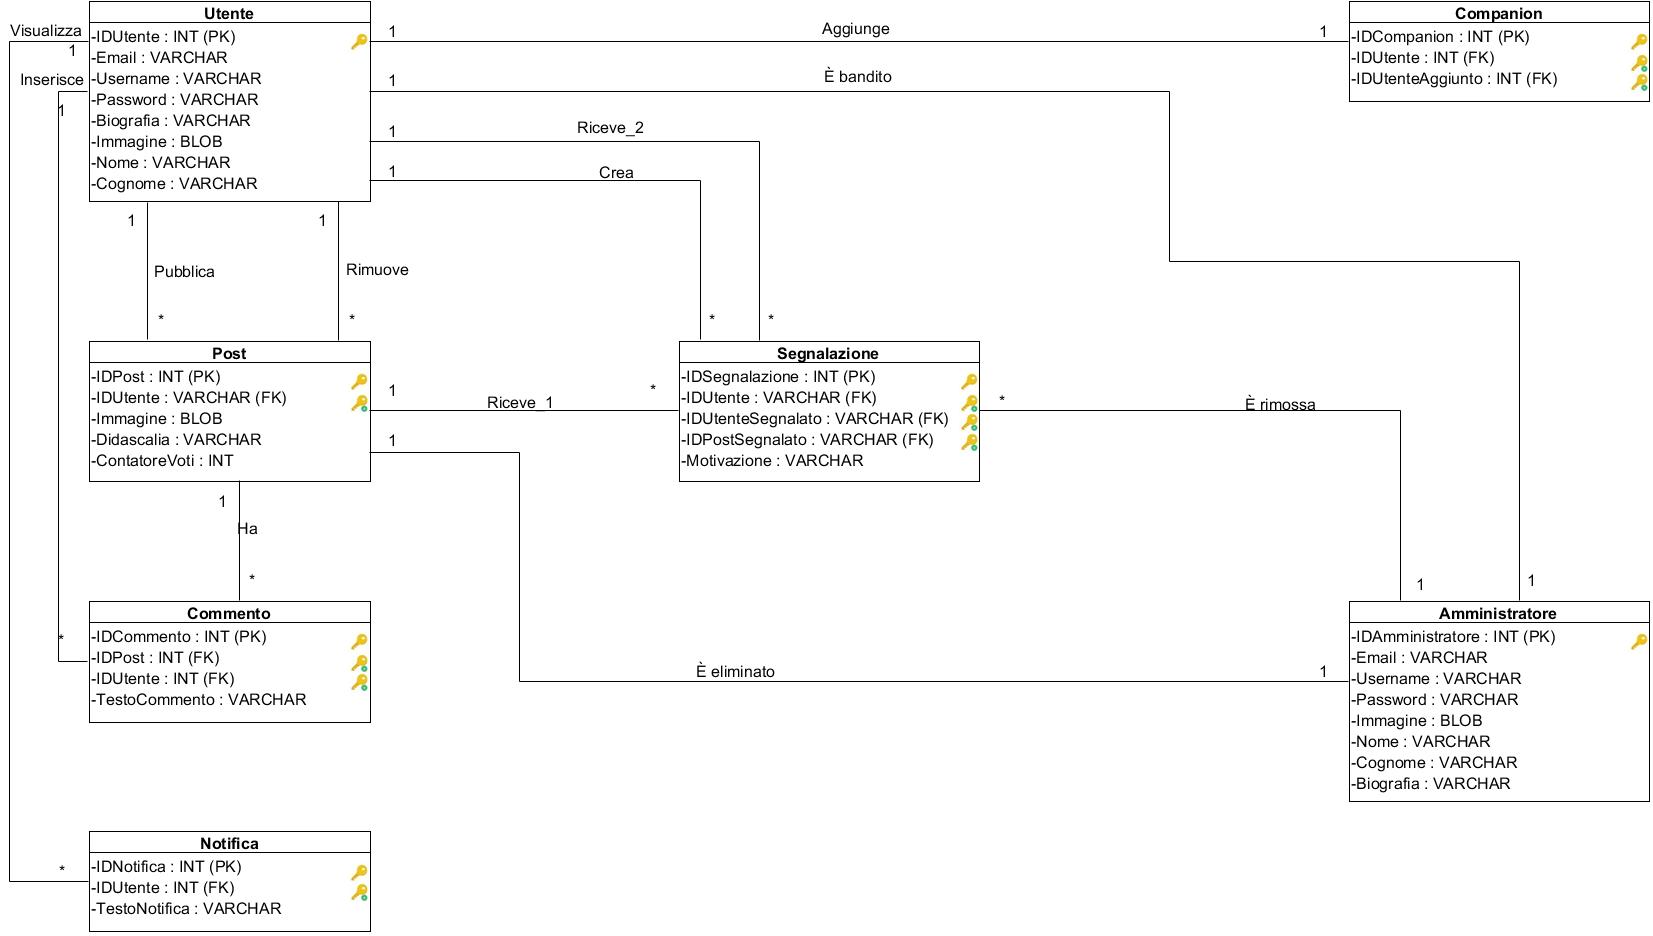 Utente
-IDUtente : INT (PK)
-Email : VARCHAR
-Username : VARCHAR
-Password : VARCHAR
-Biografia : VARCHAR
-Immagine : BLOB
-Nome : VARCHAR
-Cognome : VARCHAR
Visualizza
1
Inserisce
1
1
Aggiunge
1
Companion
-IDCompanion : INT (PK)
-IDUtente : INT (FK)
-IDUtenteAggiunto : INT (FK)
1
È bandito
1
Riceve_2
1
Crea
1
1
Pubblica
Rimuove
*
*
*
*
Post
-IDPost : INT (PK)
-IDUtente : VARCHAR (FK)
-Immagine : BLOB
-Didascalia : VARCHAR
-ContatoreVoti : INT
1
Riceve_1
*
1
Segnalazione
-IDSegnalazione : INT (PK)
-IDUtente : VARCHAR (FK)
-IDUtenteSegnalato : VARCHAR (FK)
-IDPostSegnalato : VARCHAR (FK)
-Motivazione : VARCHAR
*
È rimossa
1
1
1
Ha
*
Commento
-IDCommento : INT (PK)
-IDPost : INT (FK)
-IDUtente : INT (FK)
-TestoCommento : VARCHAR
*
È eliminato
1
Amministratore
-IDAmministratore : INT (PK)
-Email : VARCHAR
-Username : VARCHAR
-Password : VARCHAR
-Immagine : BLOB
-Nome : VARCHAR
-Cognome : VARCHAR
-Biografia : VARCHAR
*
Notifica
-IDNotifica : INT (PK)
-IDUtente : INT (FK)
-TestoNotifica : VARCHAR